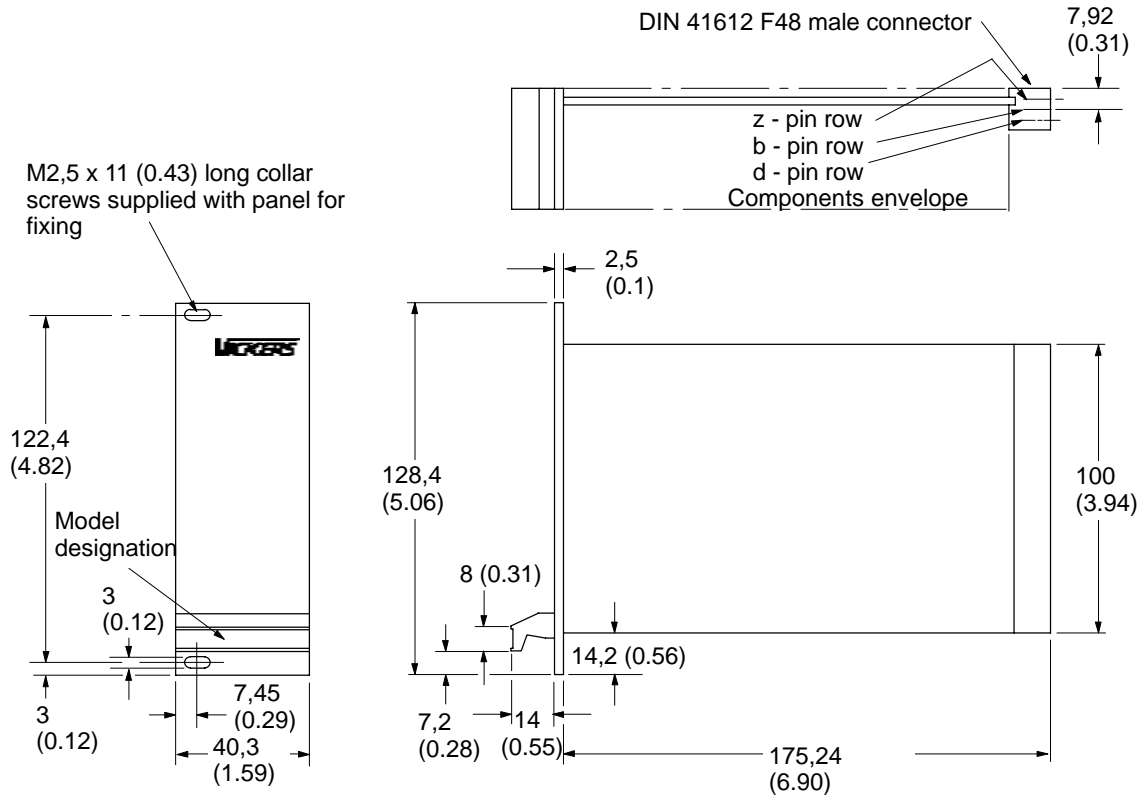 DIN 41612 F48 male connector
7,92
(0.31)
z - pin row
b - pin row
d - pin row
Components envelope
M2,5 x 11 (0.43) long collar
screws supplied with panel for
fixing
2,5
(0.1)
VICKERS
122,4
(4.82)
128,4
(5.06)
100
(3.94)
Model
designation
8 (0.31)
3
(0.12)
14,2 (0.56)
3
(0.12)
7,45
(0.29)
7,2
(0.28)
14
(0.55)
40,3
(1.59)
175,24
(6.90)